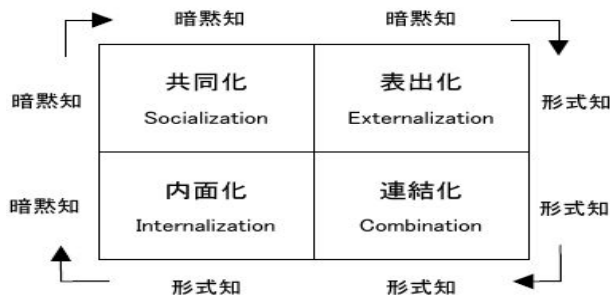 暗黙知 暗黙知
共同化 表出化
暗黙知 形式知
Socialization Externalization
内面化 連結化
暗黙知 形式知
Internalization Combination
形式知 形式知